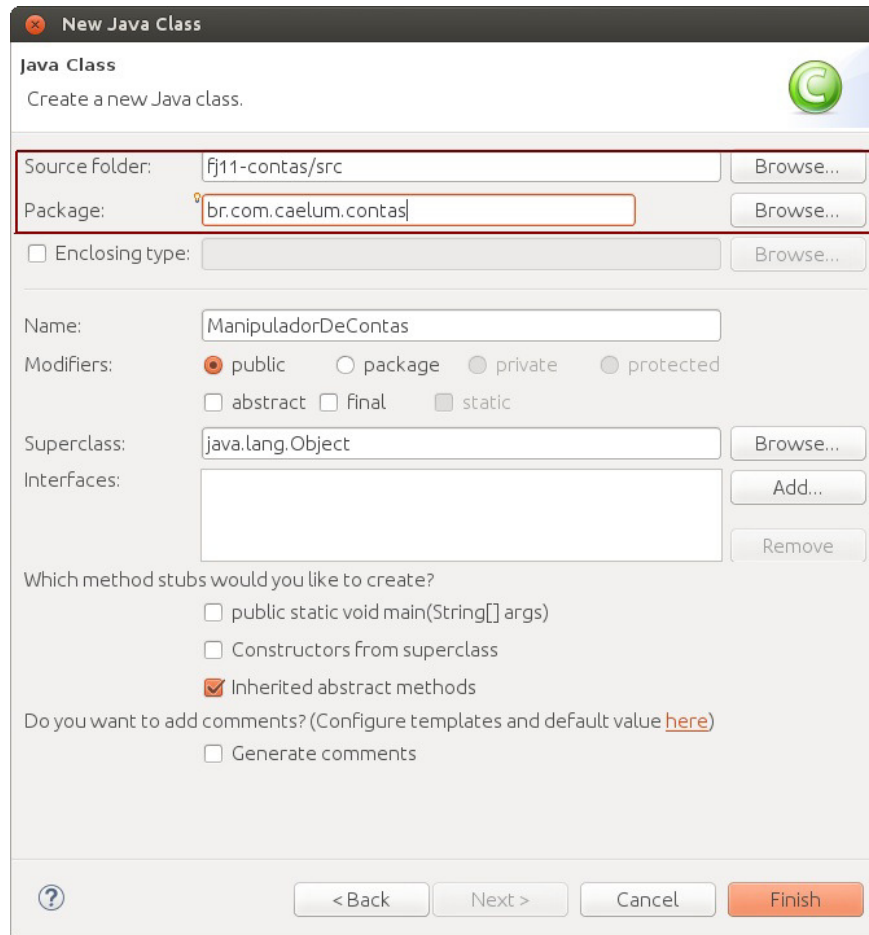 New Java Class
Java Class
Create a new Java class.
Source folder: fj11-contas/src Browse...
Package: br.com.caelum.contas Browse...
Enclosing type: Browse...
Name: ManipuladorDeContas
Modifiers: public package private protected
abstract final static
Superclass: java.lang.Object Browse...
Interfaces: Add...
Remove
Which method stubs would you like to create?
public static void main(String[] args)
Constructors from superclass
Inherited abstract methods
Do you want to add comments? (Configure templates and default value here)
Generate comments
? < Back Next > Cancel Finish